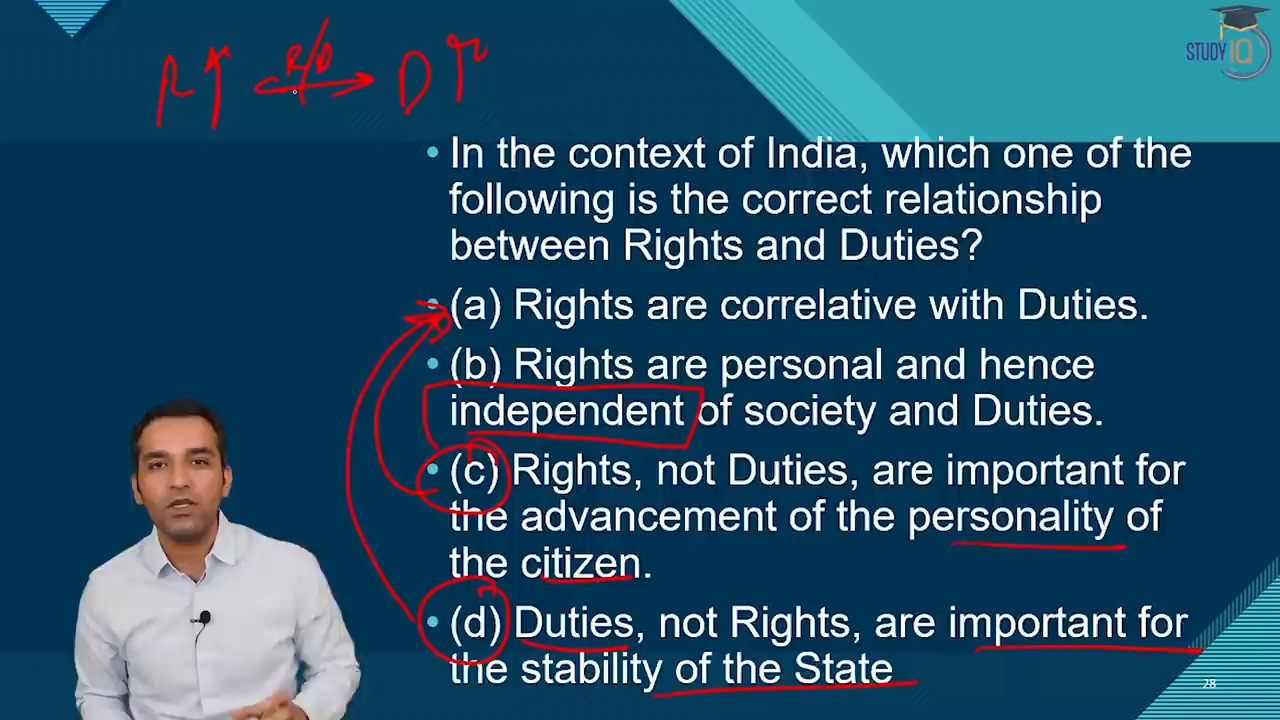 STUDY IQ
R↑ R/D D↑
• In the context of India, which one of the
following is the correct relationship
between Rights and Duties?
• (a) Rights are correlative with Duties.
• (b) Rights are personal and hence
independent of society and Duties.
• (c) Rights, not Duties, are important for
the advancement of the personality of
the citizen.
• (d) Duties, not Rights, are important for
the stability of the State
28